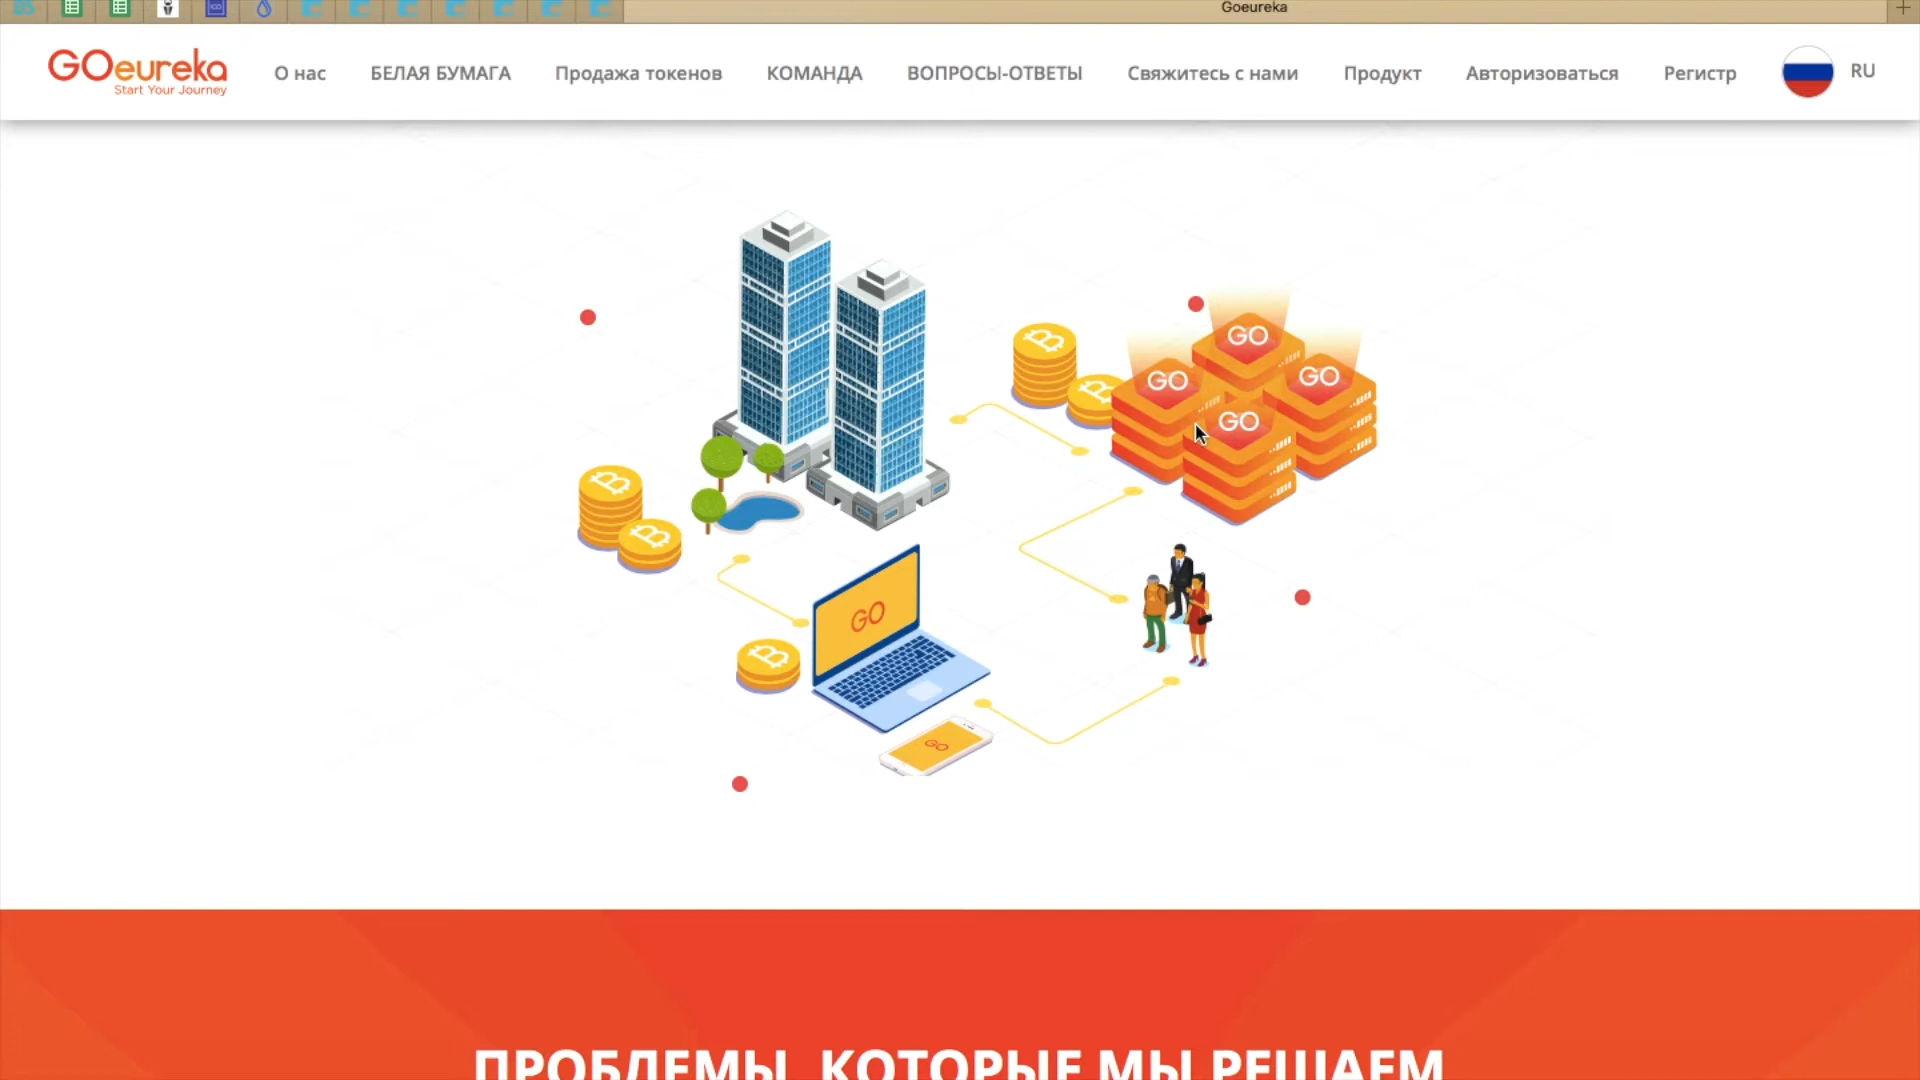 Goeureka
GOeureka
Start Your Journey
О нас
БЕЛАЯ БУМАГА
Продажа токенов
КОМАНДА
ВОПРОСЫ-ОТВЕТЫ
Свяжитесь с нами
Продукт
Авторизоваться
Регистр
RU
GO
GO
GO
GO
GO
GO
ПРОБЛЕМЫ, КОТОРЫЕ МЫ РЕШАЕМ